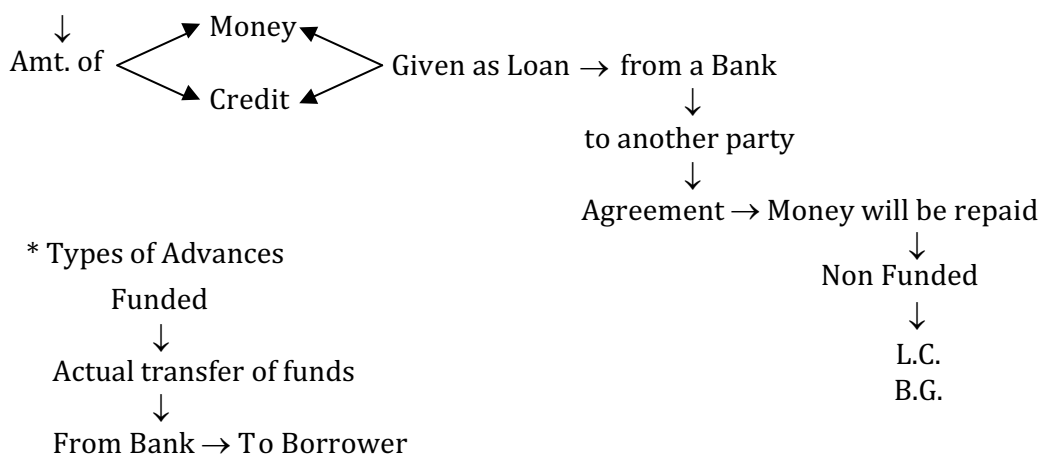 ↓ Money
Amt. of Given as Loan → from a Bank
Credit
↓
to another party
↓
Agreement → Money will be repaid
* Types of Advances ↓
Funded Non Funded
↓ ↓
Actual transfer of funds L.C.
↓ B.G.
From Bank → To Borrower